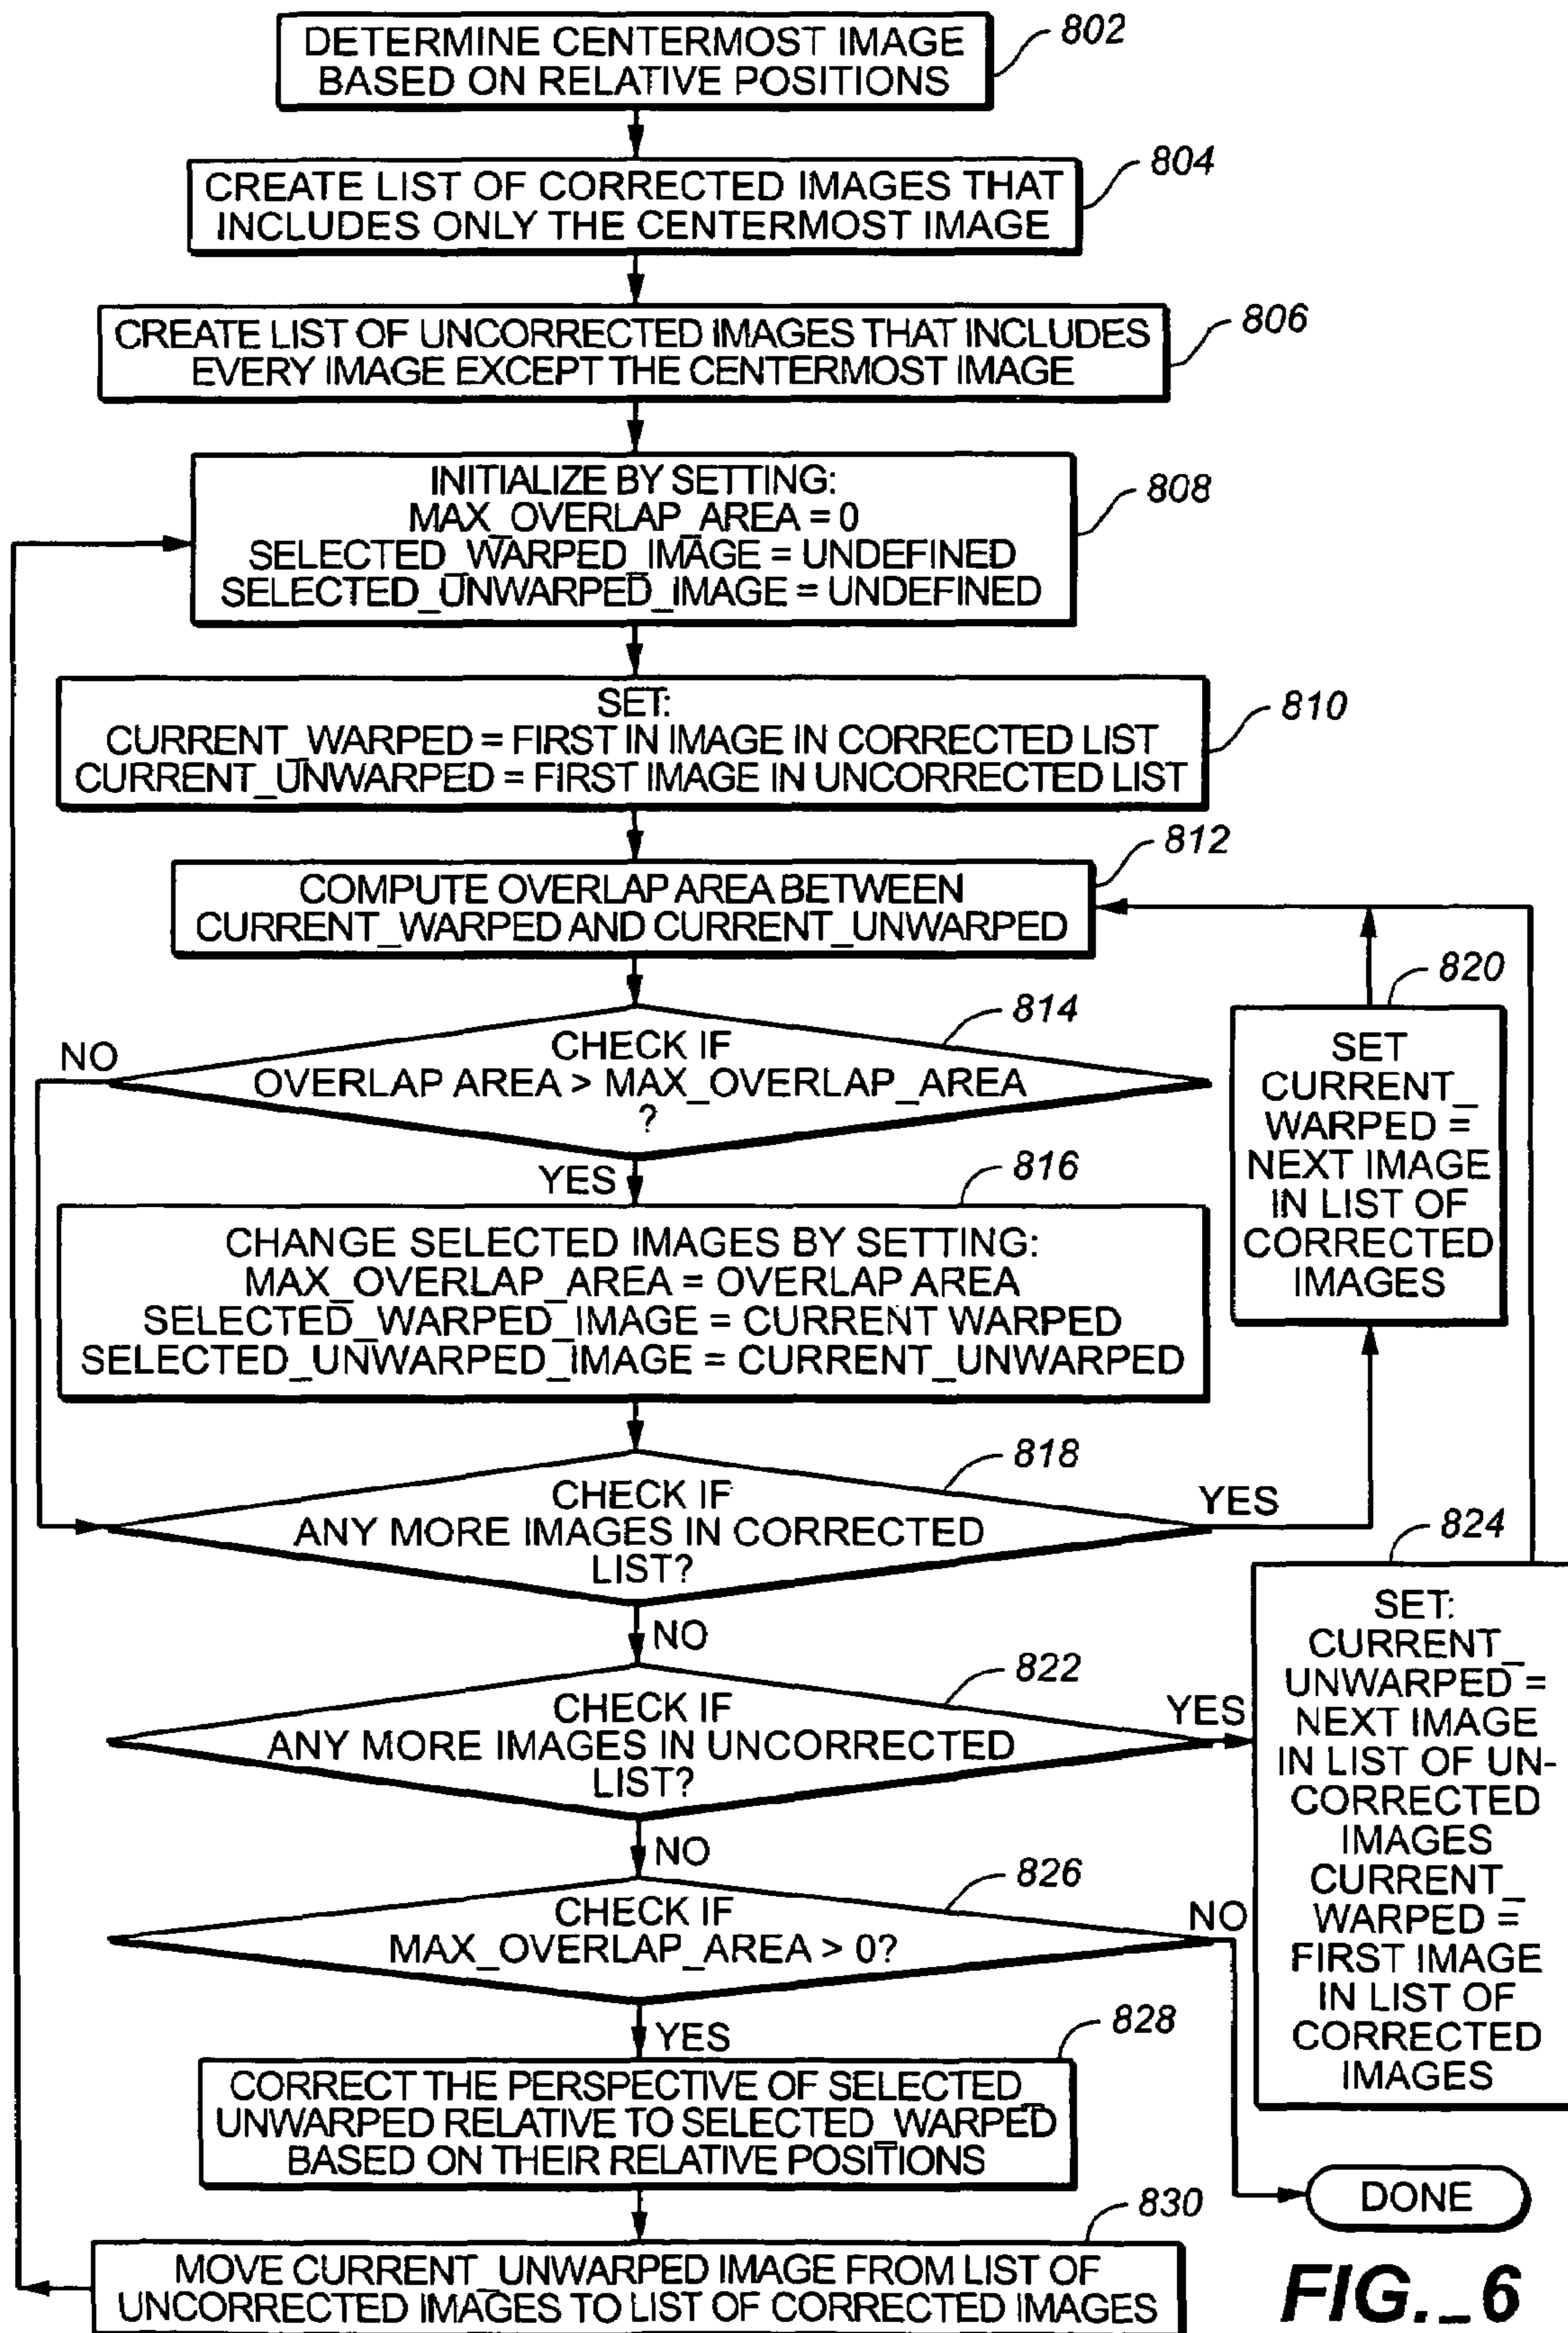 DETERMINE CENTERMOST IMAGE
BASED ON RELATIVE POSITIONS
802
CREATE LIST OF CORRECTED IMAGES THAT
INCLUDES ONLY THE CENTERMOST IMAGE
804
CREATE LIST OF UNCORRECTED IMAGES THAT INCLUDES
EVERY IMAGE EXCEPT THE CENTERMOST IMAGE
806
INITIALIZE BY SETTING:
MAX_OVERLAP_AREA = 0
SELECTED_WARPED_IMAGE = UNDEFINED
SELECTED_UNWARPED_IMAGE = UNDEFINED
808
SET:
CURRENT_WARPED = FIRST IN IMAGE IN CORRECTED LIST
CURRENT_UNWARPED = FIRST IMAGE IN UNCORRECTED LIST
810
COMPUTE OVERLAP AREA BETWEEN
CURRENT_WARPED AND CURRENT_UNWARPED
812
CHECK IF
OVERLAP AREA > MAX_OVERLAP_AREA
?
814
NO
YES
CHANGE SELECTED IMAGES BY SETTING:
MAX_OVERLAP_AREA = OVERLAP AREA
SELECTED_WARPED_IMAGE = CURRENT WARPED
SELECTED_UNWARPED_IMAGE = CURRENT_UNWARPED
816
CHECK IF
ANY MORE IMAGES IN CORRECTED
LIST?
818
YES
NO
SET
CURRENT_
WARPED =
NEXT IMAGE
IN LIST OF
CORRECTED
IMAGES
820
CHECK IF
ANY MORE IMAGES IN UNCORRECTED
LIST?
822
YES
NO
SET:
CURRENT_
UNWARPED =
NEXT IMAGE
IN LIST OF UN-
CORRECTED
IMAGES
CURRENT_
WARPED =
FIRST IMAGE
IN LIST OF
CORRECTED
IMAGES
824
CHECK IF
MAX_OVERLAP_AREA > 0?
826
NO
YES
CORRECT THE PERSPECTIVE OF SELECTED_
UNWARPED RELATIVE TO SELECTED_WARPED
BASED ON THEIR RELATIVE POSITIONS
828
DONE
MOVE CURRENT_UNWARPED IMAGE FROM LIST OF
UNCORRECTED IMAGES TO LIST OF CORRECTED IMAGES
830
FIG._6